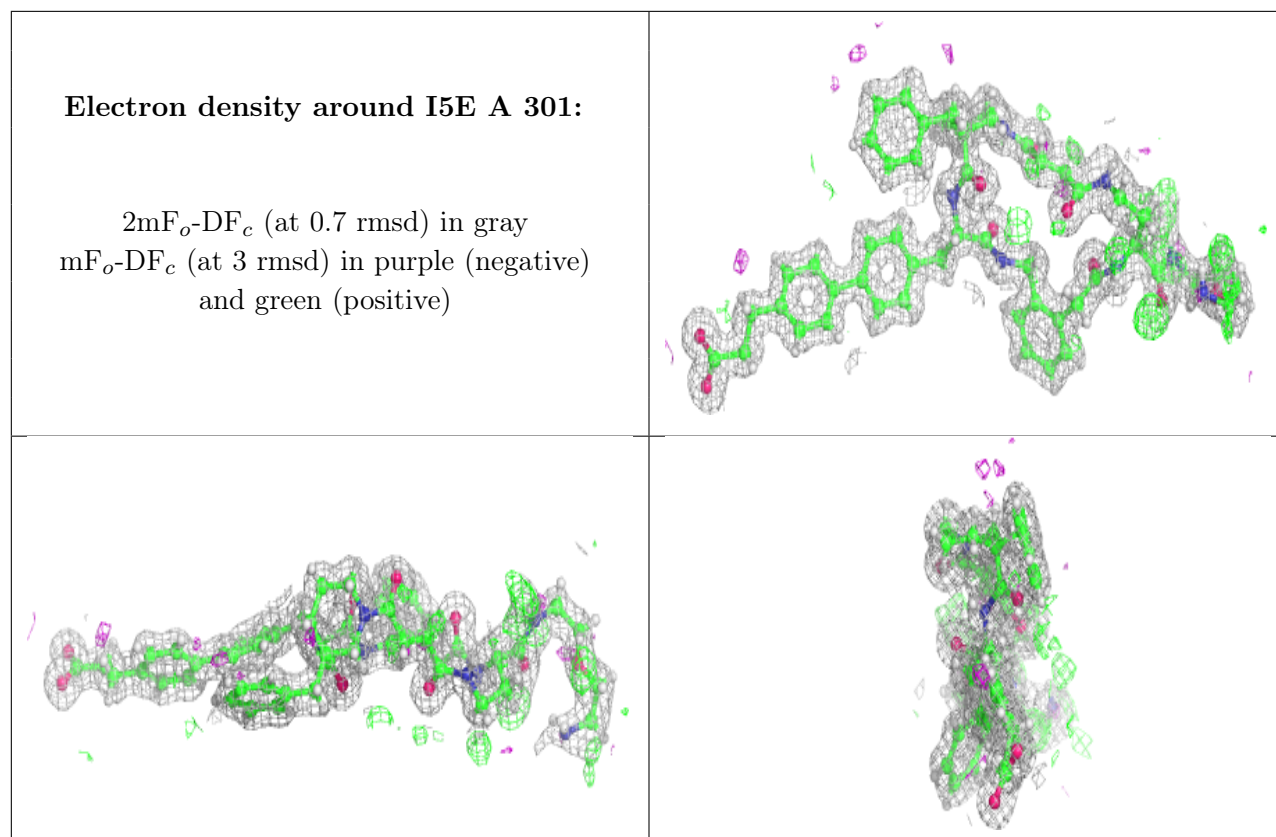 Electron density around I5E A 301:
2mFo-DFc (at 0.7 rmsd) in gray
mFo-DFc (at 3 rmsd) in purple (negative)
and green (positive)